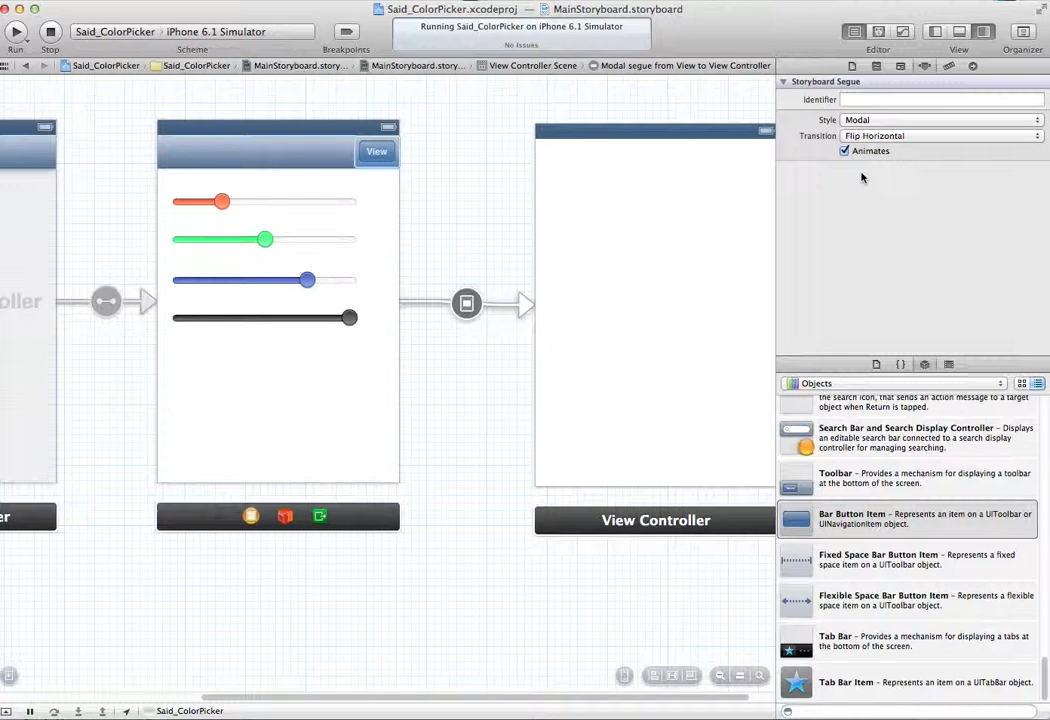 Said_ColorPicker.xcodeproj — MainStoryboard.storyboard
Said_ColorPicker iPhone 6.1 Simulator
Running Said_ColorPicker on iPhone 6.1 Simulator
No Issues
Run Stop Scheme Breakpoints Editor View Organizer
Said_ColorPicker Said_ColorPicker MainStoryboard.story... MainStoryboard.story... View Controller Scene Modal segue from View to View Controller
Storyboard Segue
Identifier
Style Modal
Transition Flip Horizontal
Animates
View
oller
er
View Controller
Objects
the search icon, that sends an action message to a target
object when Return is tapped.
Search Bar and Search Display Controller - Displays
an editable search bar connected to a search display
controller for managing searching.
Toolbar - Provides a mechanism for displaying a toolbar
at the bottom of the screen.
Bar Button Item - Represents an item on a UIToolbar or
UINavigationItem object.
Fixed Space Bar Button Item - Represents a fixed
space item on a UIToolbar object.
Flexible Space Bar Button Item - Represents a flexible
space item on a UIToolbar object.
Tab Bar - Provides a mechanism for displaying a tabs at
the bottom of the screen.
Tab Bar Item - Represents an item on a UITabBar object.
Said_ColorPicker